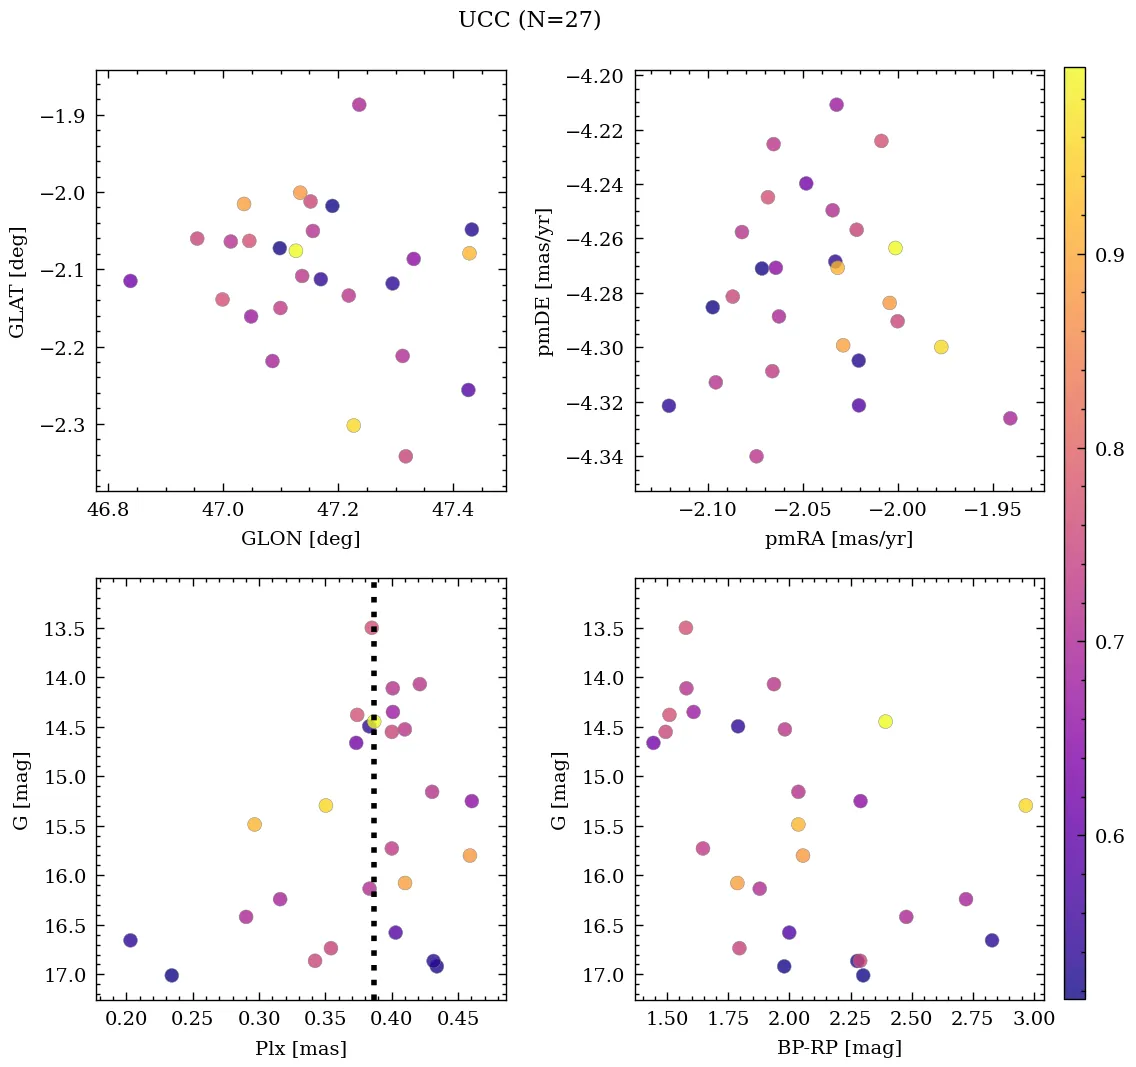 UCC (N=27)
−1.9
−2.0
−2.1
−2.2
−2.3
GLAT [deg]
46.8 47.0 47.2 47.4
GLON [deg]
−4.20
−4.22
−4.24
−4.26
−4.28
−4.30
−4.32
−4.34
pmDE [mas/yr]
−2.10 −2.05 −2.00 −1.95
pmRA [mas/yr]
13.5
14.0
14.5
15.0
15.5
16.0
16.5
17.0
G [mag]
0.20 0.25 0.30 0.35 0.40 0.45
Plx [mas]
13.5
14.0
14.5
15.0
15.5
16.0
16.5
17.0
G [mag]
1.50 1.75 2.00 2.25 2.50 2.75 3.00
BP-RP [mag]
0.9
0.8
0.7
0.6